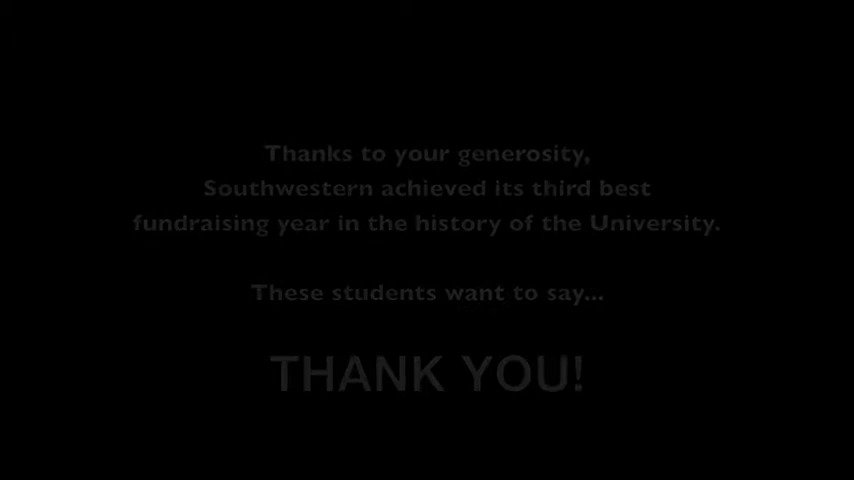 Thanks to your generosity,
Southwestern achieved its third best
fundraising year in the history of the University.
These students want to say...
THANK YOU!